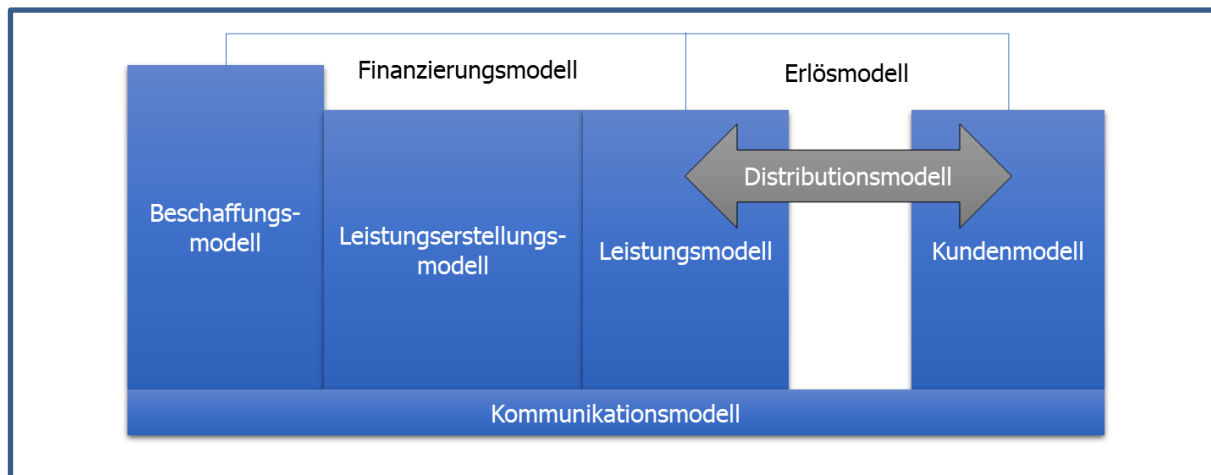 Finanzierungsmodell
Erlösmodell
Distributionsmodell
Beschaffungs-
modell
Leistungserstellungs-
modell
Leistungsmodell
Kundenmodell
Kommunikationsmodell